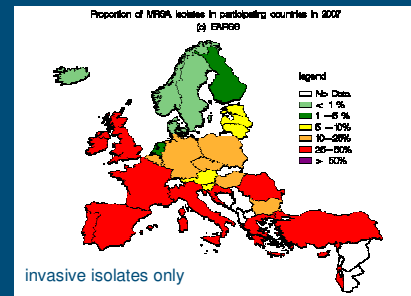 Proportion of MRSA isolates in participating countries in 2007
(c) EARSS
legend
No Data
< 1 %
1 -5 %
5 -10%
10-25%
25-50%
> 50%
invasive isolates only